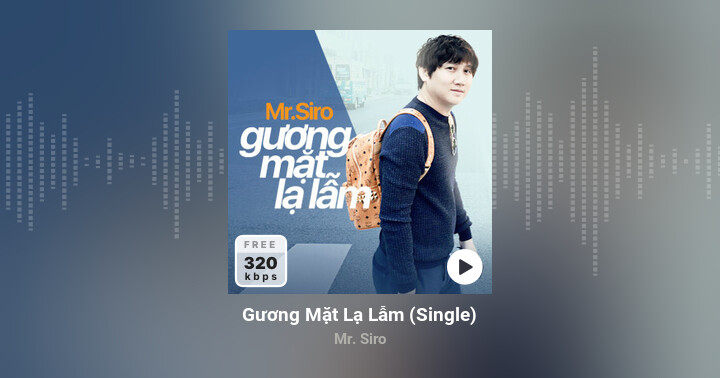 Mr.Siro
gương
mặt
lạ lẫm
FREE
320
kbps
Gương Mặt Lạ Lẫm (Single)
Mr. Siro